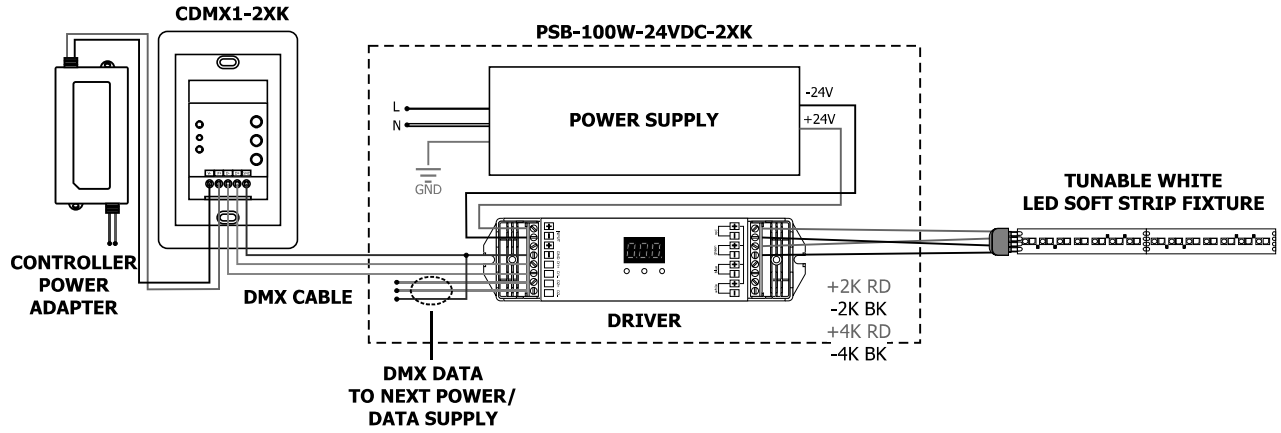 CDMX1-2XK
PSB-100W-24VDC-2XK
-24V
+24V
L
N
POWER SUPPLY
GND
TUNABLE WHITE
LED SOFT STRIP FIXTURE
CONTROLLER
POWER
ADAPTER
DMX CABLE
000
DRIVER
+2K RD
-2K BK
+4K RD
-4K BK
DMX DATA
TO NEXT POWER/
DATA SUPPLY